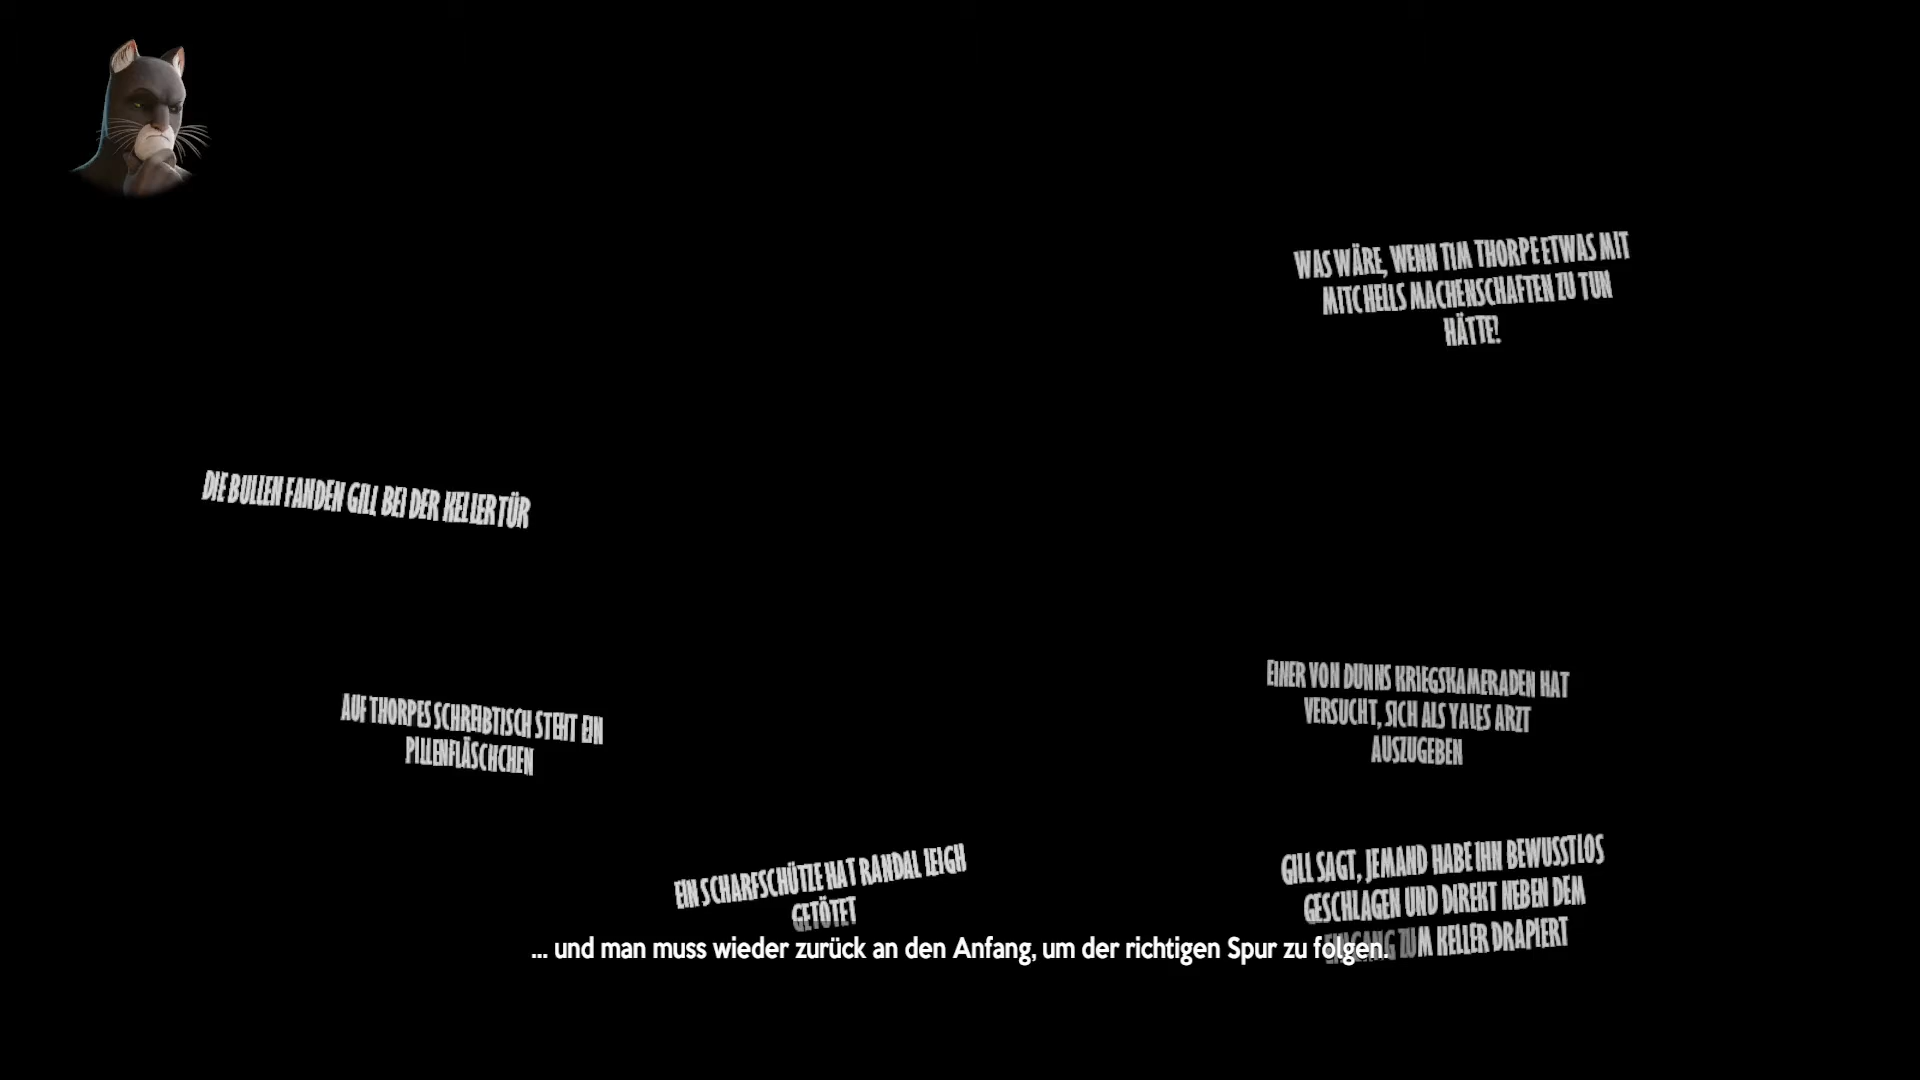 WAS WÄRE, WENN TIM THORPE ETWAS MIT
MITCHELLS MACHENSCHAFTEN ZU TUN
HÄTTE?
DIE BULLEN FANDEN GILL BEI DER KELLERTÜR
EINER VON DUNNS KRIEGSKAMERADEN HAT
VERSUCHT, SICH ALS YALES ARZT
AUSZUGEBEN
AUF THORPES SCHREIBTISCH STEHT EIN
PILLENFLÄSCHCHEN
EIN SCHARFSCHÜTZE HAT RANDAL LEIGH
GETÖTET
GILL SAGT, JEMAND HABE IHN BEWUSSTLOS
GESCHLAGEN UND DIREKT NEBEN DEM
EINGANG ZUM KELLER DRAPIERT
... und man muss wieder zurück an den Anfang, um der richtigen Spur zu folgen.